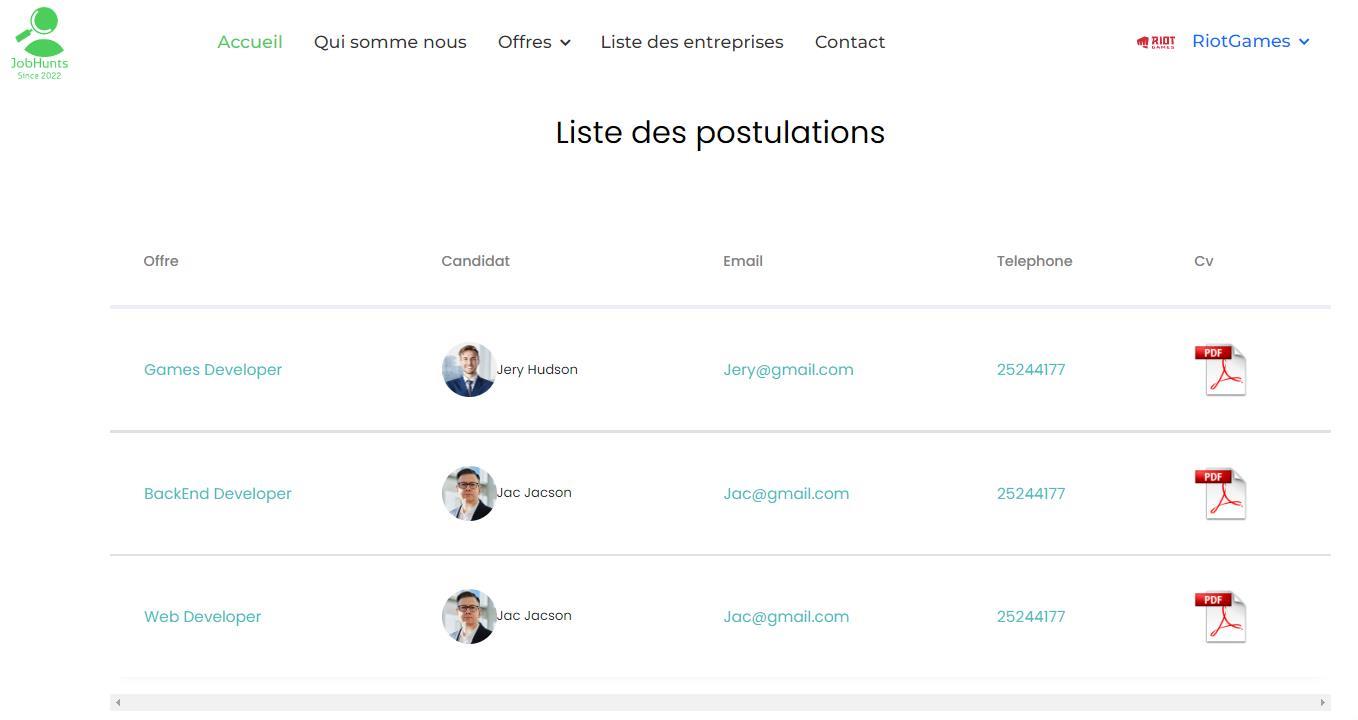 JobHunts
Since 2022
Accueil Qui somme nous Offres Liste des entreprises Contact RIOT GAMES RiotGames
Liste des postulations
Offre Candidat Email Telephone Cv
Games Developer Jery Hudson Jery@gmail.com 25244177 PDF
BackEnd Developer Jac Jacson Jac@gmail.com 25244177 PDF
Web Developer Jac Jacson Jac@gmail.com 25244177 PDF